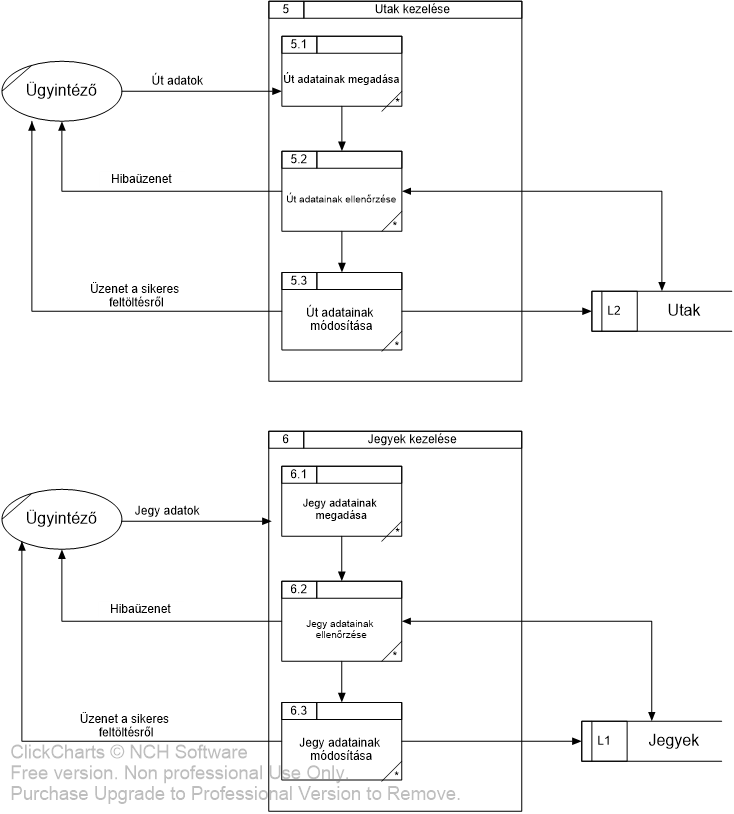 5 Utak kezelése
5.1
Út adatainak megadása
*
Ügyintéző
Út adatok
5.2
Út adatainak ellenőrzése
*
Hibaüzenet
5.3
Út adatainak
módosítása
*
Üzenet a sikeres
feltöltésről
L2 Utak
6 Jegyek kezelése
6.1
Jegy adatainak
megadása
*
Ügyintéző
Jegy adatok
6.2
Jegy adatainak
ellenőrzése
*
Hibaüzenet
6.3
Jegy adatainak
módosítása
*
Üzenet a sikeres
feltöltésről
L1 Jegyek
ClickCharts © NCH Software
Free version. Non professional Use Only.
Purchase Upgrade to Professional Version to Remove.